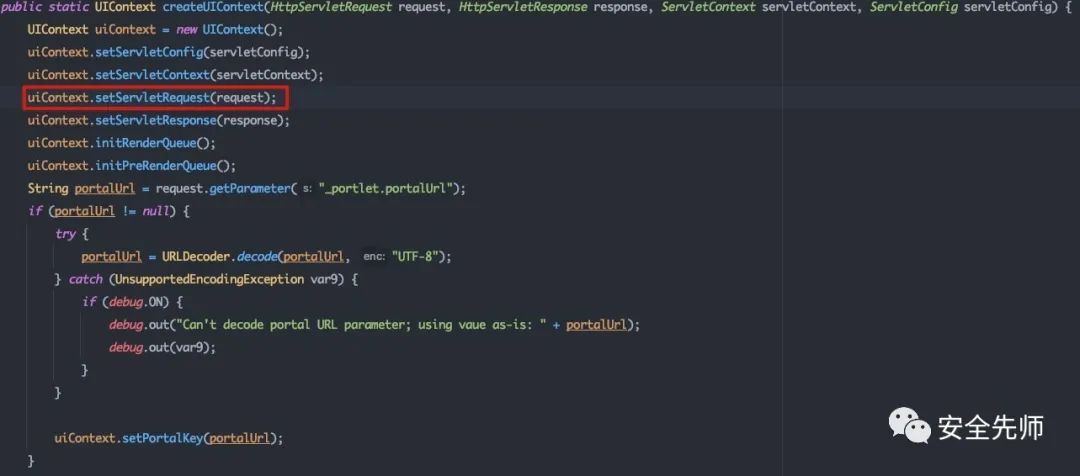 public static UIContext createUIContext(HttpServletRequest request, HttpServletResponse response, ServletContext servletContext, ServletConfig servletConfig) {
    UIContext uiContext = new UIContext();
    uiContext.setServletConfig(servletConfig);
    uiContext.setServletContext(servletContext);
    uiContext.setServletRequest(request);
    uiContext.setServletResponse(response);
    uiContext.initRenderQueue();
    uiContext.initPreRenderQueue();
    String portalUrl = request.getParameter( s: "_portlet.portalUrl");
    if (portalUrl != null) {
        try {
            portalUrl = URLDecoder.decode(portalUrl, enc: "UTF-8");
        } catch (UnsupportedEncodingException var9) {
            if (debug.ON) {
                debug.out("Can't decode portal URL parameter; using vaue as-is: " + portalUrl);
                debug.out(var9);
            }
        }
        uiContext.setPortalKey(portalUrl);
    }
安全先师